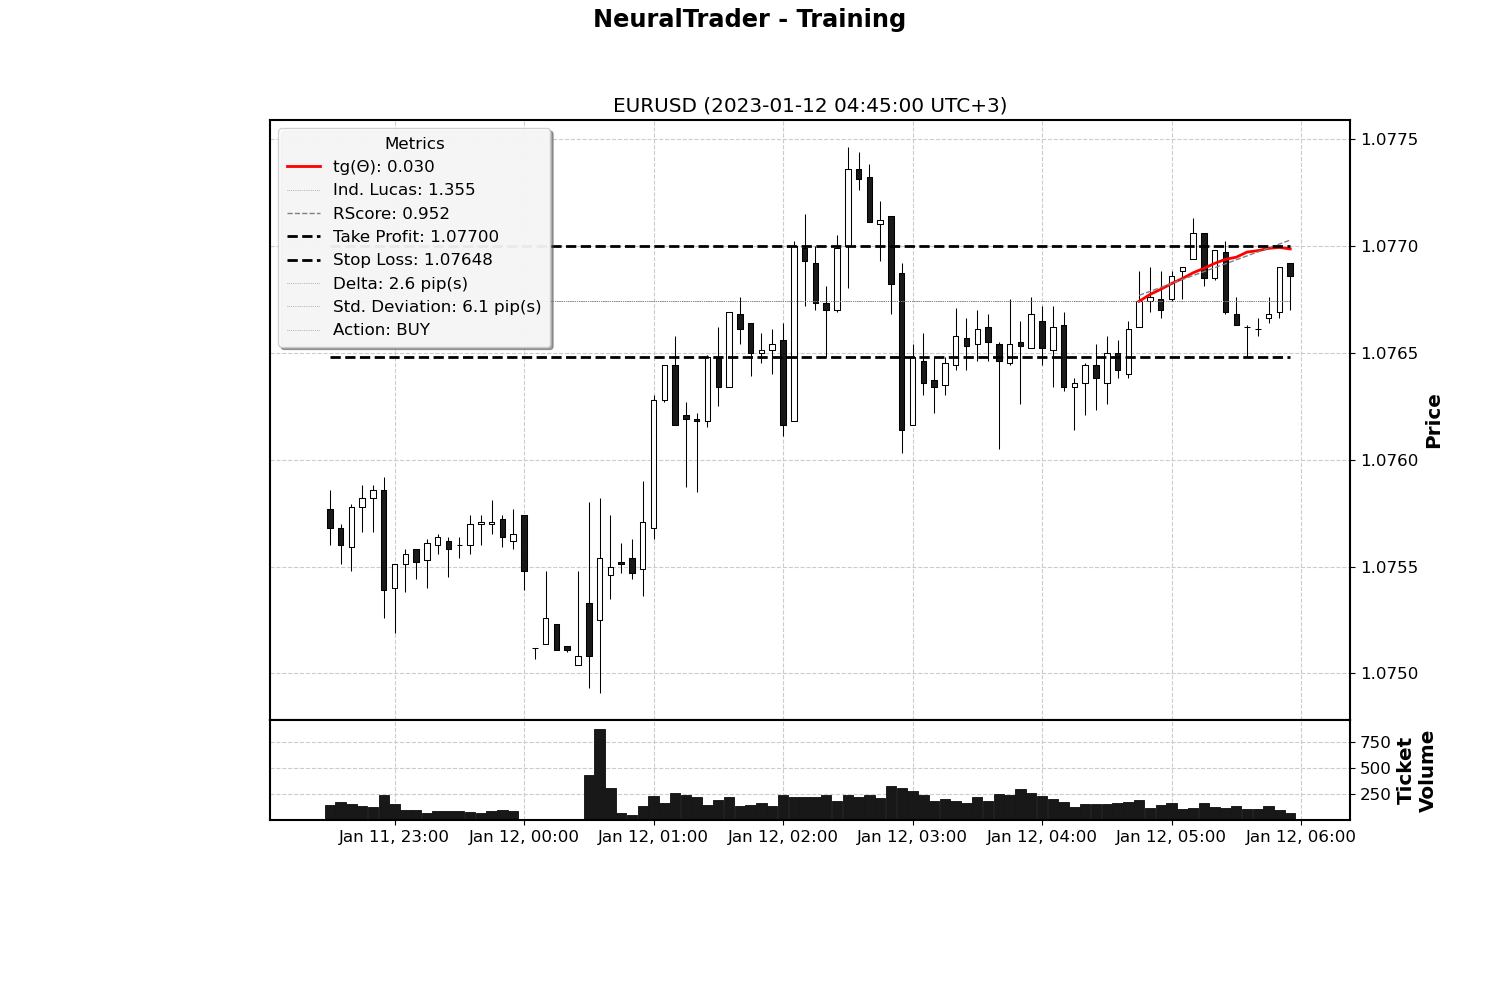 NeuralTrader - Training
EURUSD (2023-01-12 04:45:00 UTC+3)
Metrics
tg(Θ): 0.030
Ind. Lucas: 1.355
RScore: 0.952
Take Profit: 1.07700
Stop Loss: 1.07648
Delta: 2.6 pip(s)
Std. Deviation: 6.1 pip(s)
Action: BUY
1.0775
1.0770
1.0765
1.0760
1.0755
1.0750
Price
750
500
250
Ticket
Volume
Jan 11, 23:00
Jan 12, 00:00
Jan 12, 01:00
Jan 12, 02:00
Jan 12, 03:00
Jan 12, 04:00
Jan 12, 05:00
Jan 12, 06:00